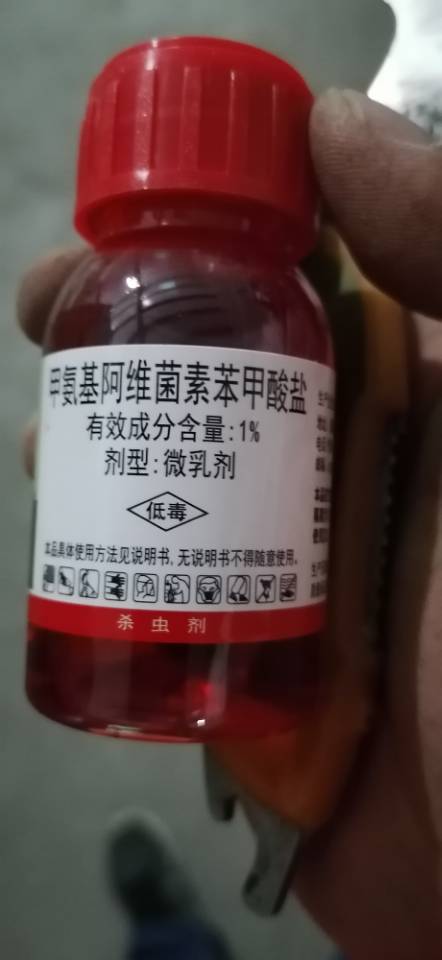 甲氨基阿维菌素苯甲酸盐
有效成分含量:1%
剂型:微乳剂
低毒
本品具体使用方法见说明书,无说明书不得随意使用。
杀虫剂